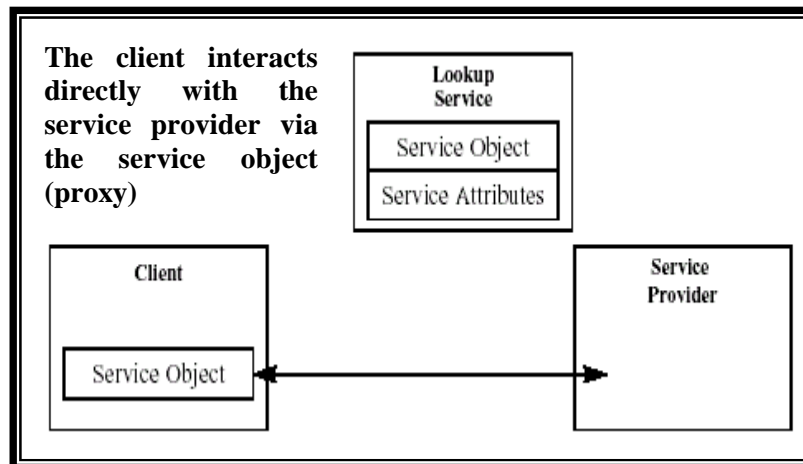 The client interacts
directly with the
service provider via
the service object
(proxy)
Lookup
Service
Service Object
Service Attributes
Client
Service Object
Service
Provider